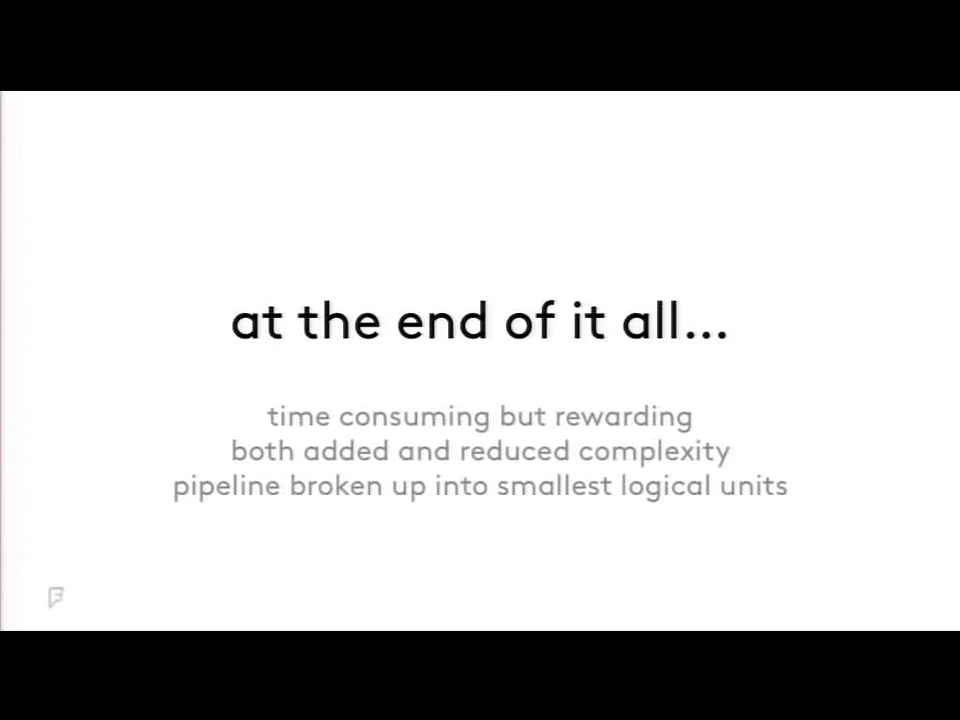 at the end of it all...
time consuming but rewarding
both added and reduced complexity
pipeline broken up into smallest logical units